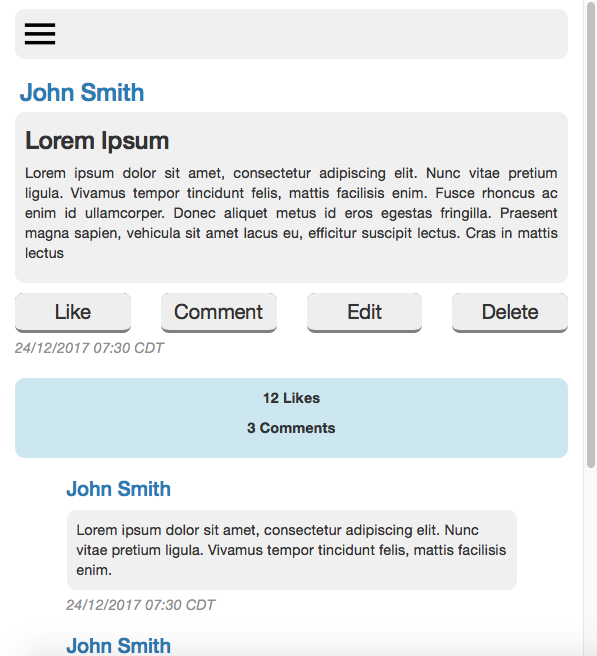 John Smith
Lorem Ipsum
Lorem ipsum dolor sit amet, consectetur adipiscing elit. Nunc vitae pretium
ligula. Vivamus tempor tincidunt felis, mattis facilisis enim. Fusce rhoncus ac
enim id ullamcorper. Donec aliquet metus id eros egestas fringilla. Praesent
magna sapien, vehicula sit amet lacus eu, efficitur suscipit lectus. Cras in mattis
lectus
Like Comment Edit Delete
24/12/2017 07:30 CDT
12 Likes
3 Comments
John Smith
Lorem ipsum dolor sit amet, consectetur adipiscing elit. Nunc
vitae pretium ligula. Vivamus tempor tincidunt felis, mattis facilisis
enim.
24/12/2017 07:30 CDT
John Smith